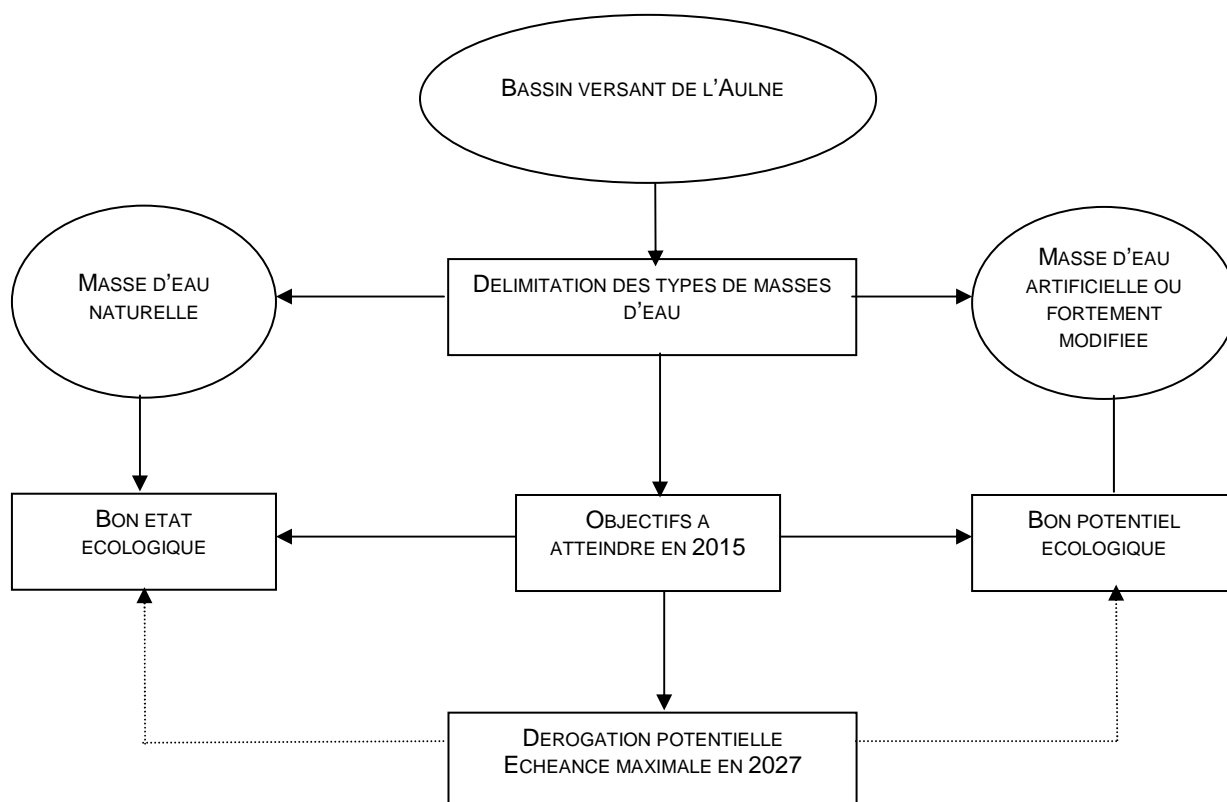 BASSIN VERSANT DE L'AULNE
MASSE D'EAU
NATURELLE
DELIMITATION DES TYPES DE MASSES
D'EAU
MASSE D'EAU
ARTIFICIELLE OU
FORTEMENT
MODIFIEE
BON ETAT
ECOLOGIQUE
OBJECTIFS A
ATTEINDRE EN 2015
BON POTENTIEL
ECOLOGIQUE
DEROGATION POTENTIELLE
ECHEANCE MAXIMALE EN 2027